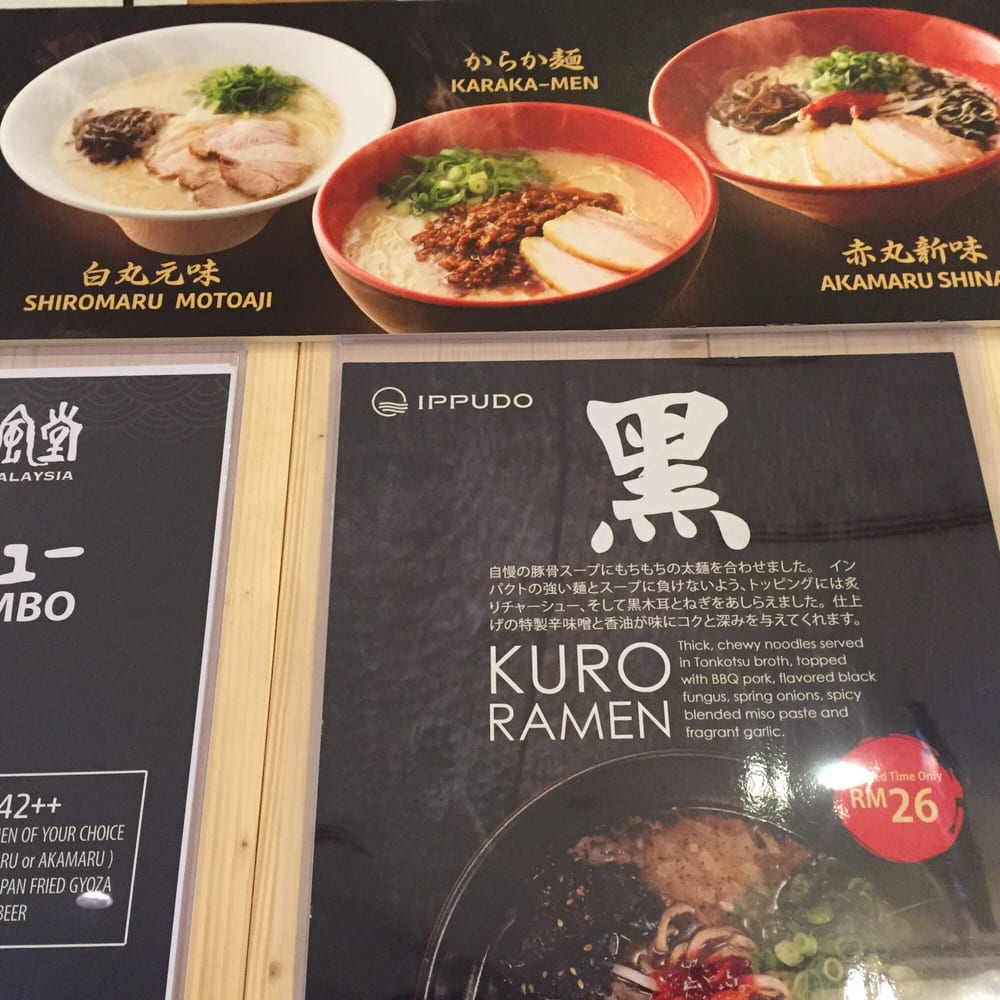 からか麺
KARAKA-MEN
白丸元味
SHIROMARU MOTOAJI
赤丸新味
AKAMARU SHINA
風堂
ALAYSIA
ュー
MBO
42++
EN OF YOUR CHOICE
RU or AKAMARU )
PAN FRIED GYOZA
BEER
IPPUDO
黒
自慢の豚骨スープにもちもちの太麺を合わせました。 イン
パクトの強い麺とスープに負けないよう、トッピングには炙
りチャーシュー、そして黒木耳とねぎをあしらえました。仕上
げの特製辛味噌と香油が味にコクと深みを与えてくれます。
KURO
RAMEN
Thick, chewy noodles served
in Tonkotsu broth, topped
with BBQ pork, flavored black
fungus, spring onions, spicy
blended miso paste and
fragrant garlic.
ed Time Only
RM26